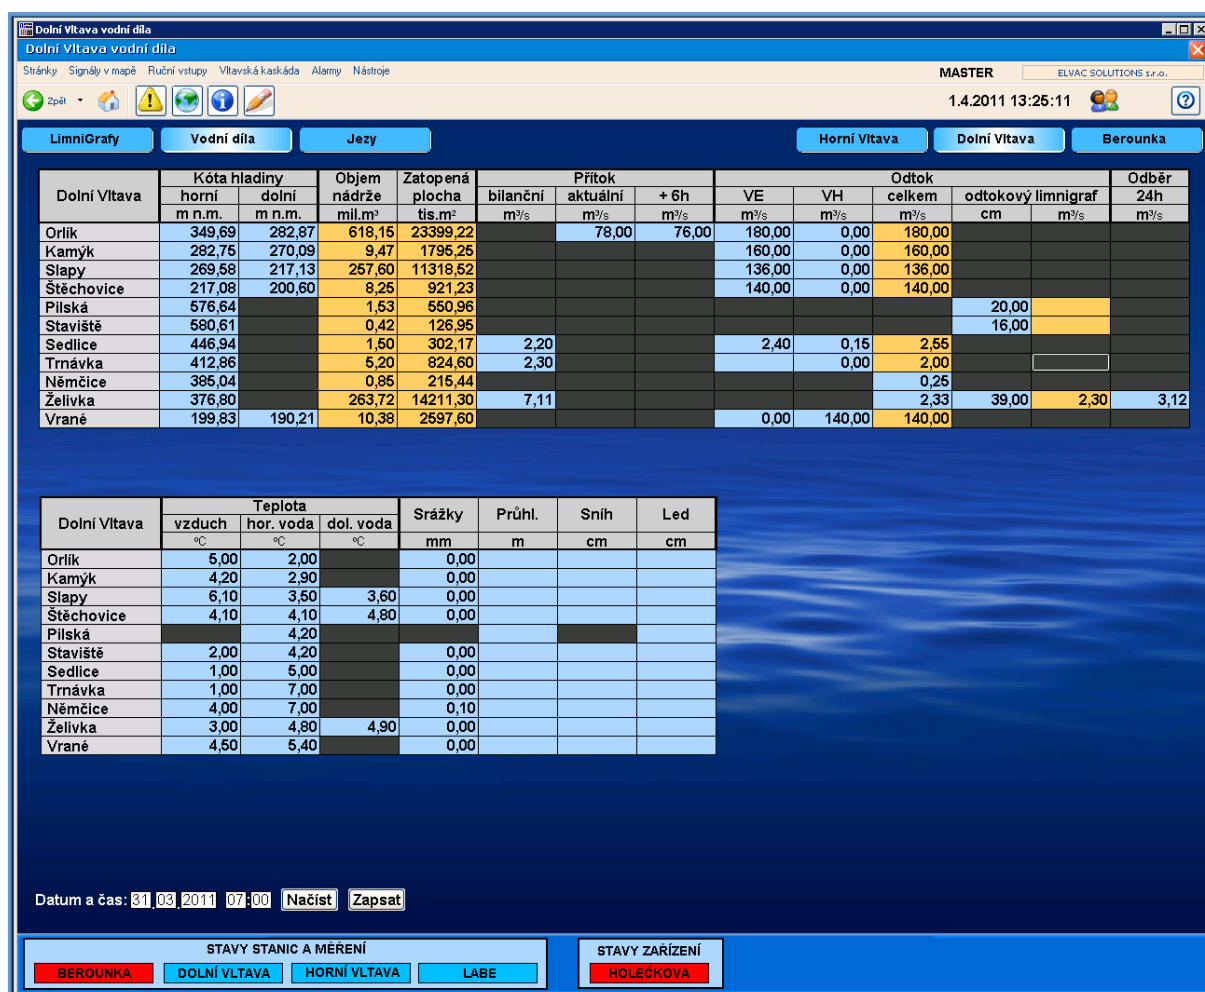 Dolní Vltava vodní díla
Dolní Vltava vodní díla
Stránky Signály v mapě Ruční vstupy Vltavská kaskáda Alarmy Nástroje MASTER ELVAC SOLUTIONS s.r.o.
Zpět 1.4.2011 13:25:11
LimniGrafy Vodní díla Jezy Horní Vltava Dolní Vltava Berounka
Dolní Vltava Kóta hladiny Objem nádrže Zatopená plocha Přítok Odtok Odběr 24h
horní dolní bilanční aktuální + 6h VE VH celkem odtokový limnigraf
m n.m. m n.m. mil.m³ tis.m² m³/s m³/s m³/s m³/s m³/s m³/s cm m³/s m³/s
Orlík 349,69 282,87 618,15 23399,22 78,00 76,00 180,00 0,00 180,00
Kamýk 282,75 270,09 9,47 1795,25 160,00 0,00 160,00
Slapy 269,58 217,13 257,60 11318,52 136,00 0,00 136,00
Štěchovice 217,08 200,60 8,25 921,23 140,00 0,00 140,00
Pilská 576,64 1,53 550,96 20,00
Staviště 580,61 0,42 126,95 16,00
Sedlice 446,94 1,50 302,17 2,20 2,40 0,15 2,55
Trnávka 412,86 5,20 824,60 2,30 0,00 2,00
Němčice 385,04 0,85 215,44 0,25
Želivka 376,80 263,72 14211,30 7,11 2,33 39,00 2,30 3,12
Vrané 199,83 190,21 10,38 2597,60 0,00 140,00 140,00
Dolní Vltava Teplota Srážky Průhl. Sníh Led
vzduch hor. voda dol. voda
ºC ºC ºC mm m cm cm
Orlík 5,00 2,00 0,00
Kamýk 4,20 2,90 0,00
Slapy 6,10 3,50 3,60 0,00
Štěchovice 4,10 4,10 4,80 0,00
Pilská 4,20
Staviště 2,00 4,20 0,00
Sedlice 1,00 5,00 0,00
Trnávka 1,00 7,00 0,00
Němčice 4,00 7,00 0,10
Želivka 3,00 4,80 4,90 0,00
Vrané 4,50 5,40 0,00
Datum a čas: 31.03.2011 07:00 Načíst Zapsat
STAVY STANIC A MĚŘENÍ STAVY ZAŘÍZENÍ
BEROUNKA DOLNÍ VLTAVA HORNÍ VLTAVA LABE HOLEČKOVA